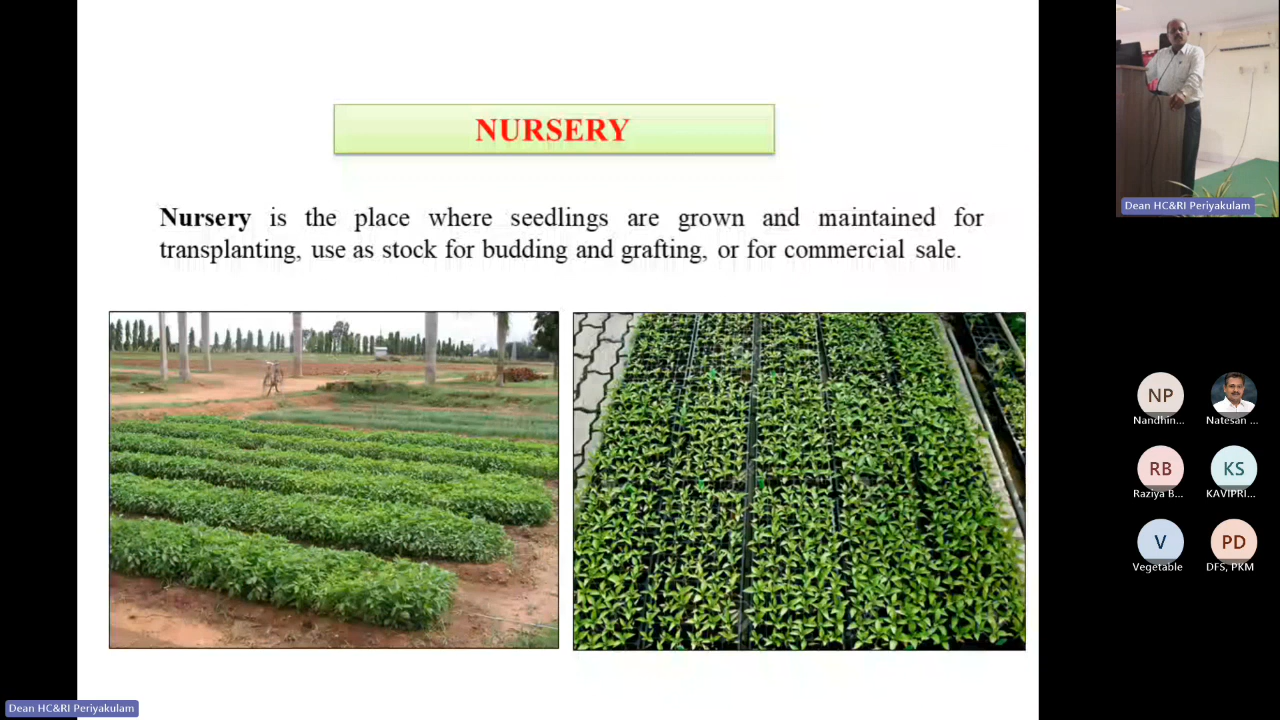 NURSERY
Nursery is the place where seedlings are grown and maintained for
transplanting, use as stock for budding and grafting, or for commercial sale.
Dean HC&RI Periyakulam
NP
Nandhin...
Natesan ...
RB
Raziya B...
KS
KAVIPRI...
V
Vegetable
PD
DFS, PKM
Dean HC&RI Periyakulam